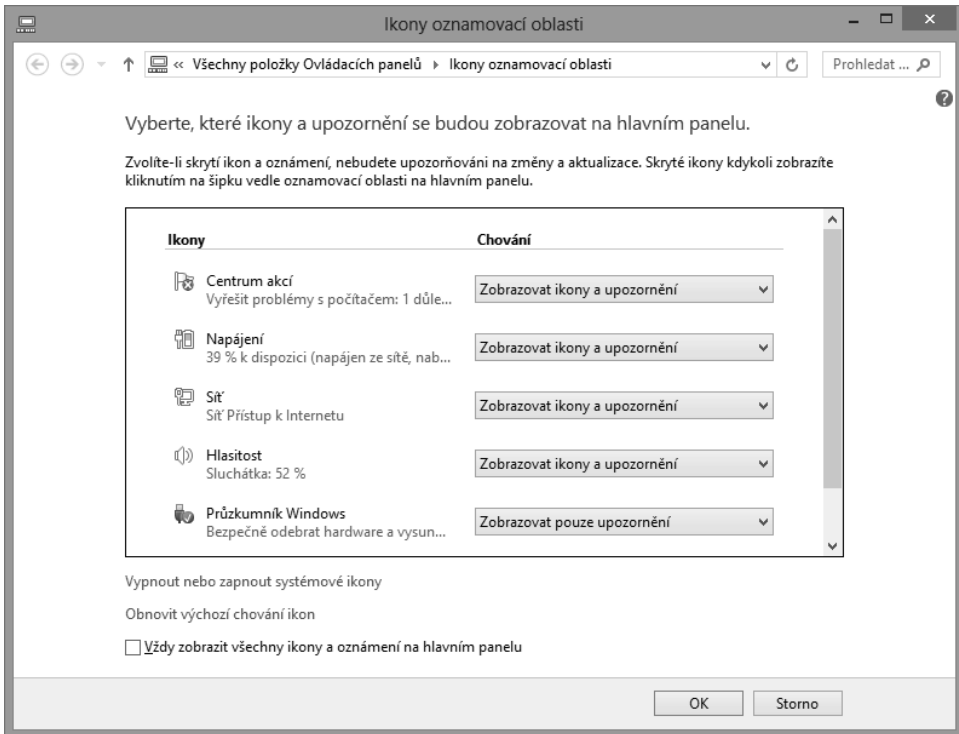 Ikony oznamovací oblasti
« Všechny položky Ovládacích panelů ▸ Ikony oznamovací oblasti
Prohledat ...
Vyberte, které ikony a upozornění se budou zobrazovat na hlavním panelu.
Zvolíte-li skrytí ikon a oznámení, nebudete upozorňováni na změny a aktualizace. Skryté ikony kdykoli zobrazíte
kliknutím na šipku vedle oznamovací oblasti na hlavním panelu.
Ikony Chování
Centrum akcí
Vyřešit problémy s počítačem: 1 důle...
Zobrazovat ikony a upozornění
Napájení
39 % k dispozici (napájen ze sítě, nab...
Zobrazovat ikony a upozornění
Síť
Síť Přístup k Internetu
Zobrazovat ikony a upozornění
Hlasitost
Sluchátka: 52 %
Zobrazovat ikony a upozornění
Průzkumník Windows
Bezpečně odebrat hardware a vysun...
Zobrazovat pouze upozornění
Vypnout nebo zapnout systémové ikony
Obnovit výchozí chování ikon
Vždy zobrazit všechny ikony a oznámení na hlavním panelu
OK Storno